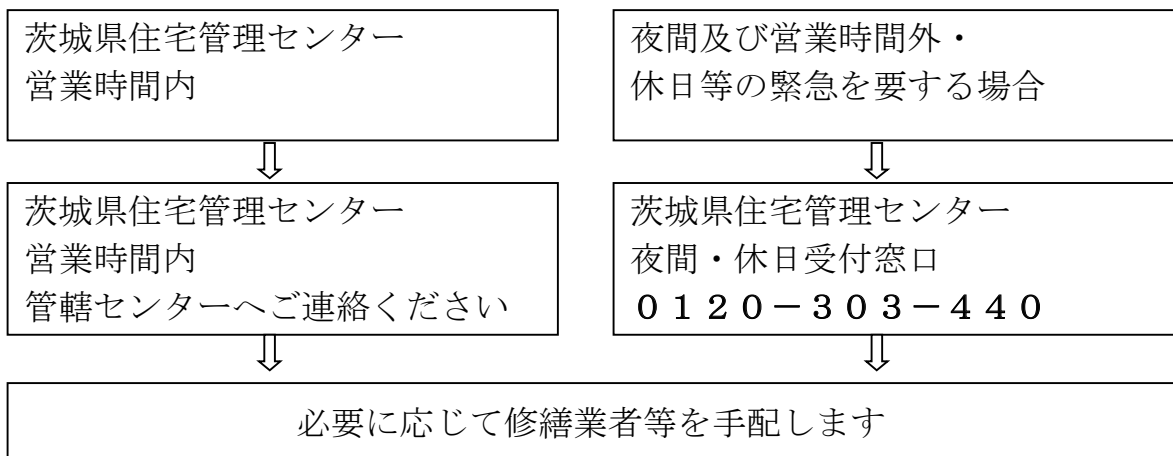 茨城県住宅管理センター
営業時間内
夜間及び営業時間外・
休日等の緊急を要する場合
茨城県住宅管理センター
営業時間内
管轄センターへご連絡ください
茨城県住宅管理センター
夜間・休日受付窓口
０１２０－３０３－４４０
必要に応じて修繕業者等を手配します